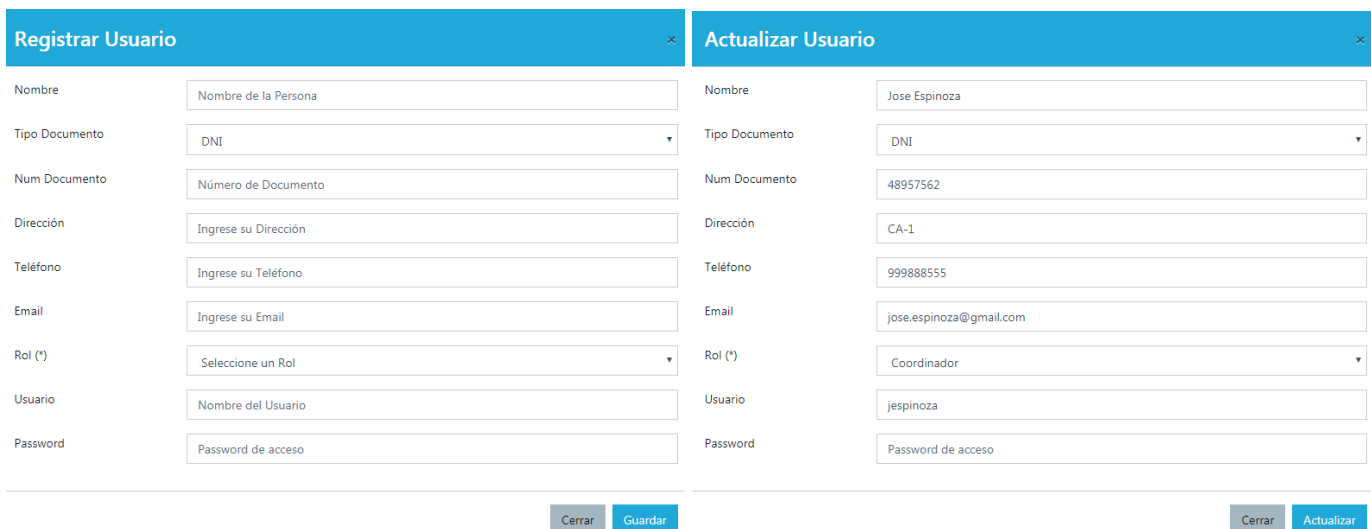 Registrar Usuario ×
Nombre Nombre de la Persona
Tipo Documento DNI
Num Documento Número de Documento
Dirección Ingrese su Dirección
Teléfono Ingrese su Teléfono
Email Ingrese su Email
Rol (*) Seleccione un Rol
Usuario Nombre del Usuario
Password Password de acceso
Cerrar Guardar
Actualizar Usuario ×
Nombre Jose Espinoza
Tipo Documento DNI
Num Documento 48957562
Dirección CA-1
Teléfono 999888555
Email jose.espinoza@gmail.com
Rol (*) Coordinador
Usuario jespinoza
Password Password de acceso
Cerrar Actualizar